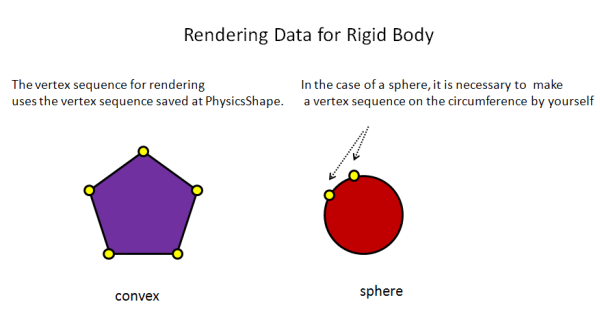 Rendering Data for Rigid Body
The vertex sequence for rendering
uses the vertex sequence saved at PhysicsShape.
In the case of a sphere, it is necessary to make
a vertex sequence on the circumference by yourself
convex
sphere